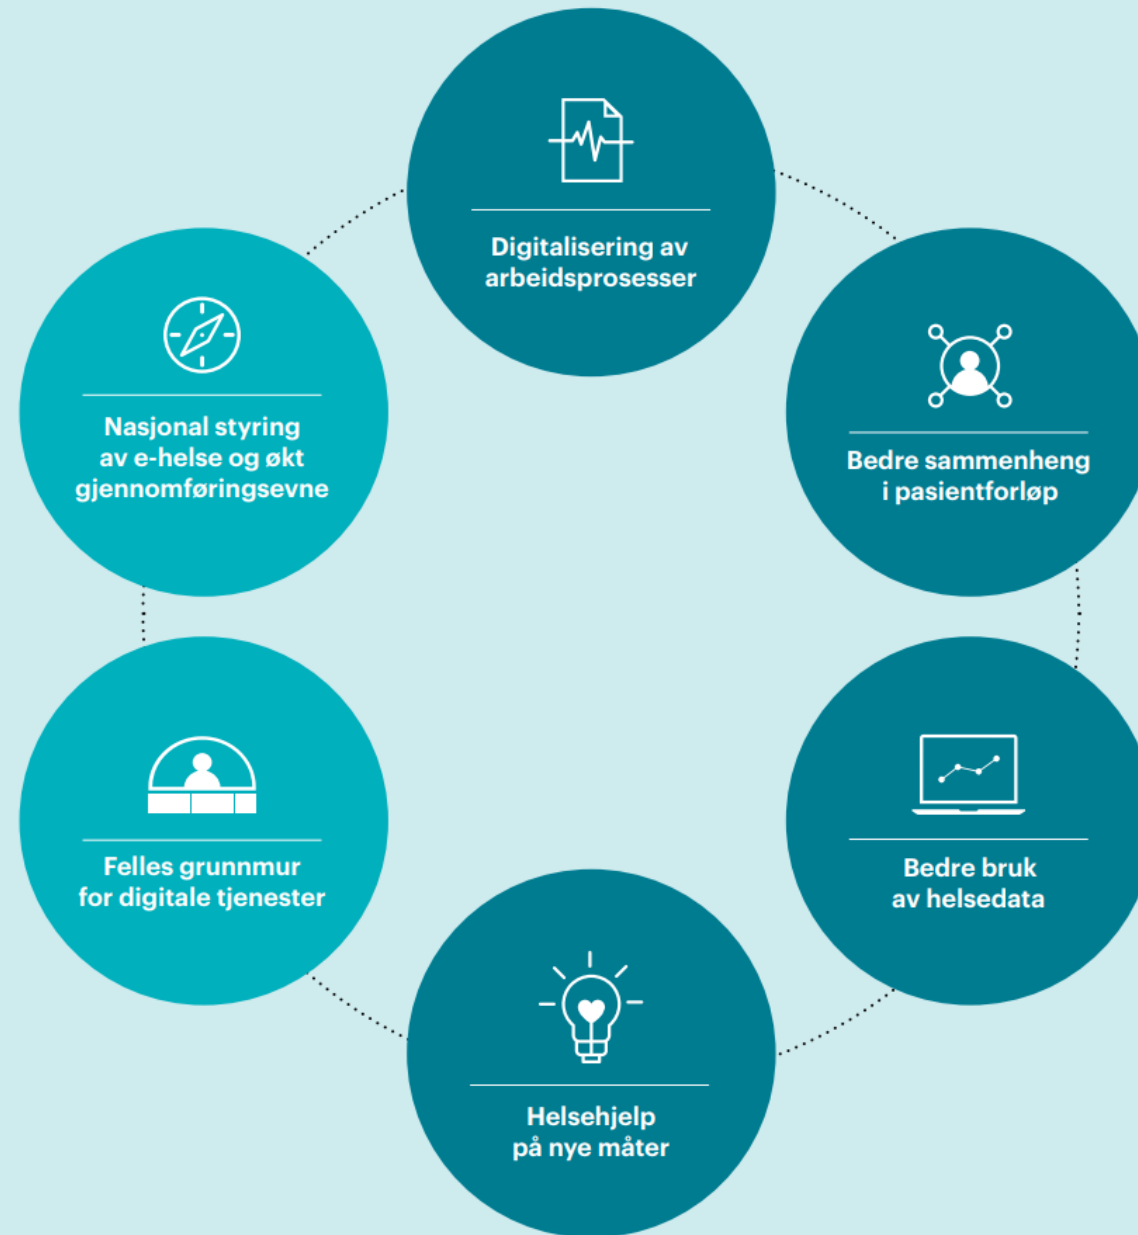 Digitalisering av
arbeidsprosesser
Bedre sammenheng
i pasientforløp
Bedre bruk
av helsedata
Helsehjelp
på nye måter
Felles grunnmur
for digitale tjenester
Nasjonal styring
av e-helse og økt
gjennomføringsevne